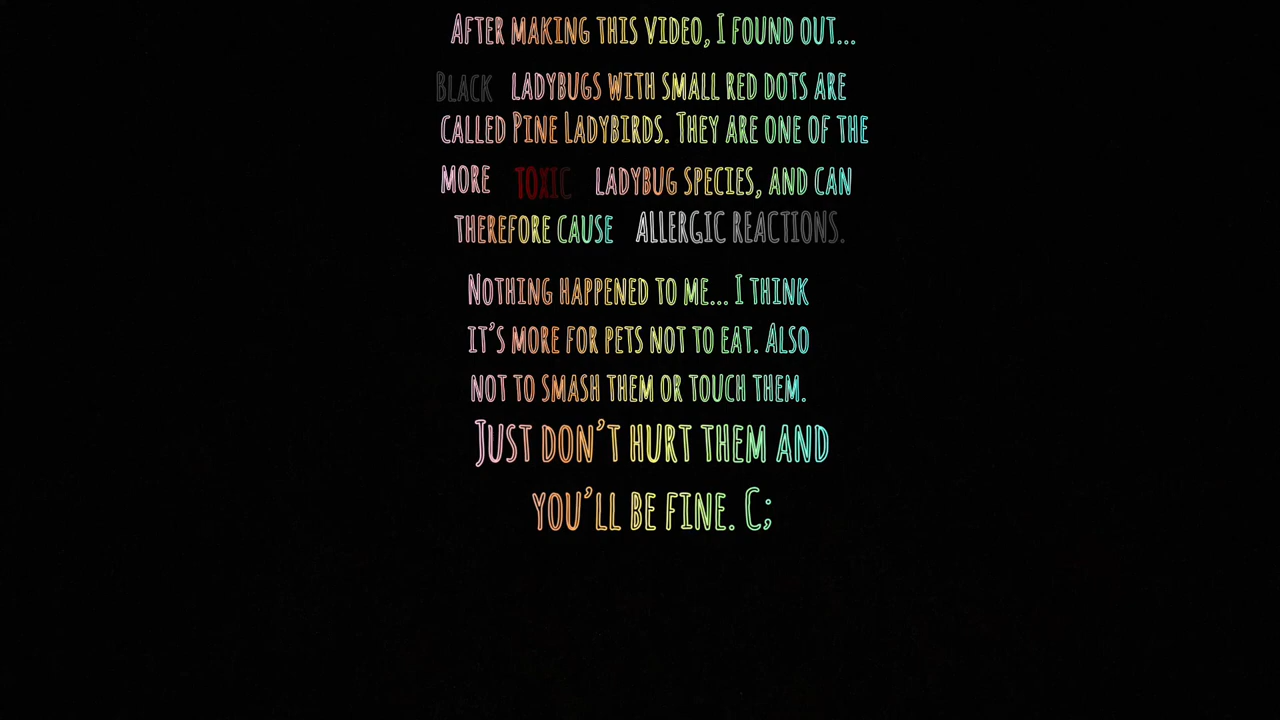 After making this video, I found out...
Black ladybugs with small red dots are
called Pine Ladybirds. They are one of the
more toxic ladybug species, and can
therefore cause allergic reactions.
Nothing happened to me... I think
it's more for pets not to eat. Also
not to smash them or touch them.
Just don't hurt them and
you'll be fine. C;